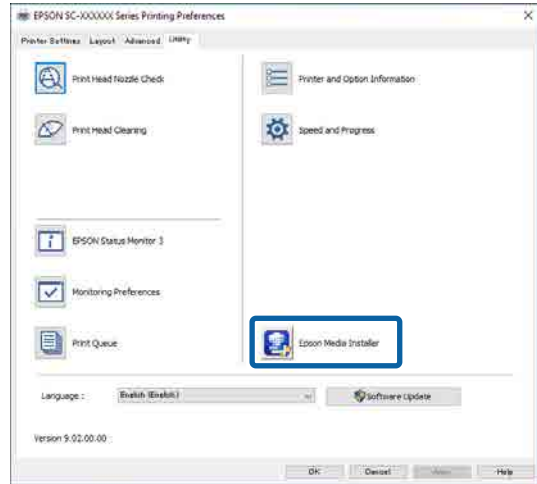 EPSON SC-XXXXXX Series Printing Preferences
Printer Settings Layout Advanced Utility
Print Head Nozzle Check
Printer and Option Information
Print Head Cleaning
Speed and Progress
EPSON Status Monitor 3
Monitoring Preferences
Print Queue
Epson Media Installer
Language :
English (English)
Software Update
Version 9.02.00.00
OK Cancel Apply Help